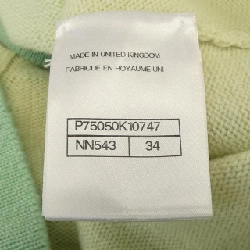 MADE IN UNITED KINGDOM
FABRIQUE EN ROYAUME UNI
P75050K10747
NN543 34